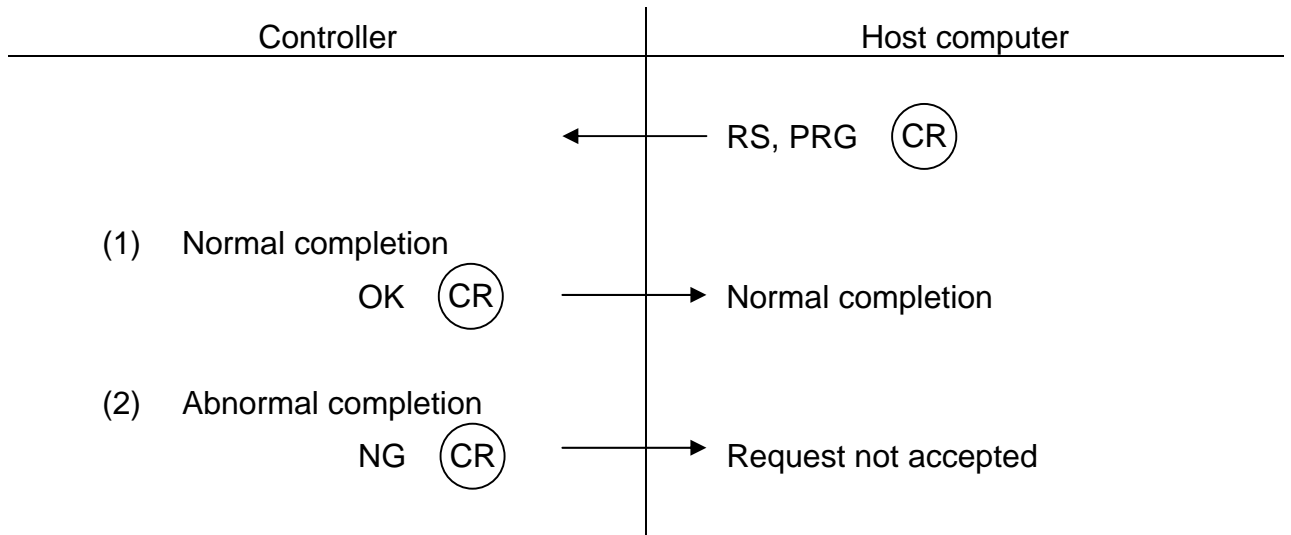 Controller Host computer
RS, PRG CR
(1) Normal completion
OK CR Normal completion
(2) Abnormal completion
NG CR Request not accepted